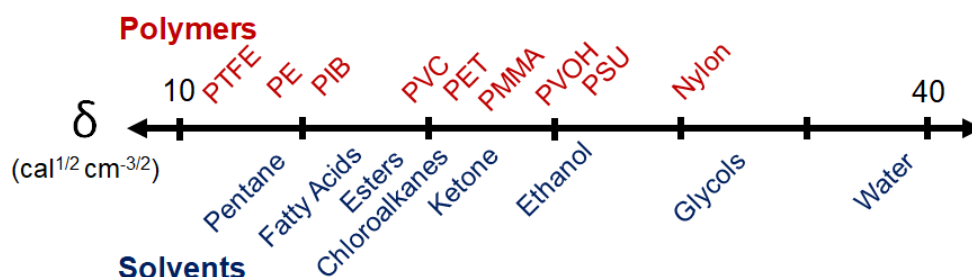 Polymers
PTFE
PE
PIB
PVC
PET
PMMA
PVOH
PSU
Nylon
10
40
δ
(cal1/2 cm-3/2)
Pentane
Fatty Acids
Esters
Chloroalkanes
Ketone
Ethanol
Glycols
Water
Solvents